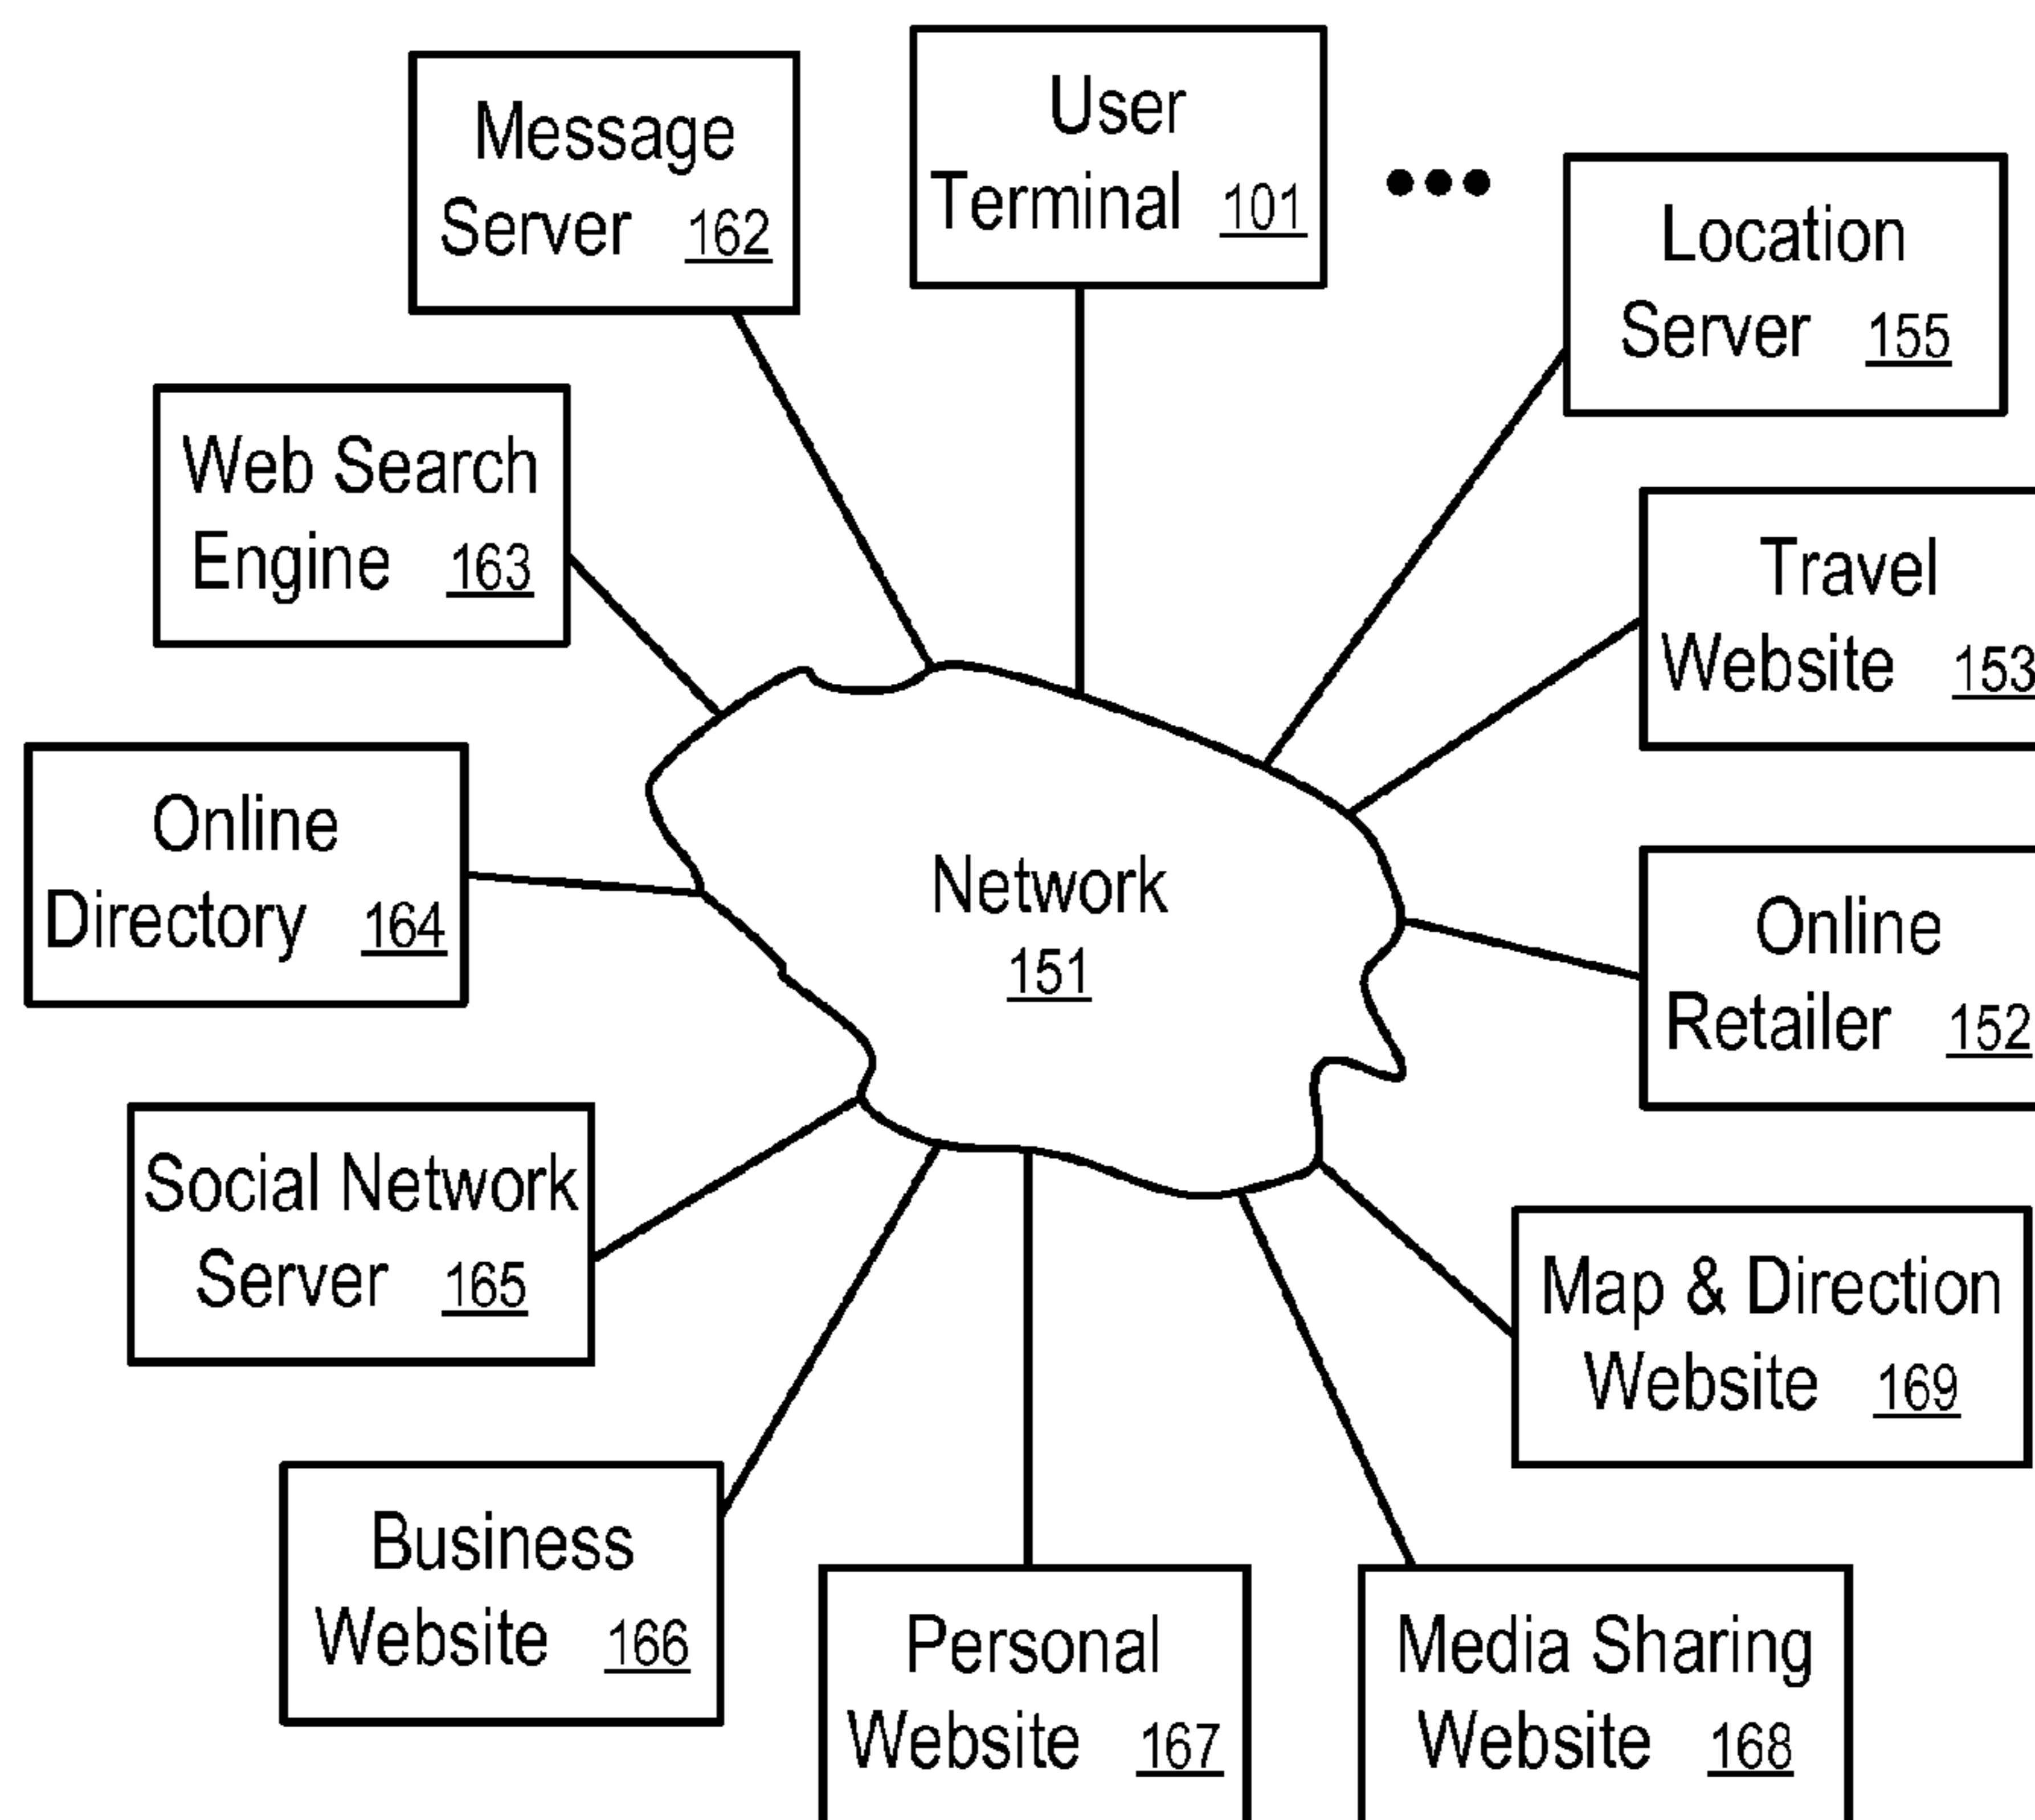 Message
Server 162
User
Terminal 101
•••
Location
Server 155
Web Search
Engine 163
Travel
Website 153
Online
Directory 164
Network
151
Online
Retailer 152
Social Network
Server 165
Map & Direction
Website 169
Business
Website 166
Personal
Website 167
Media Sharing
Website 168